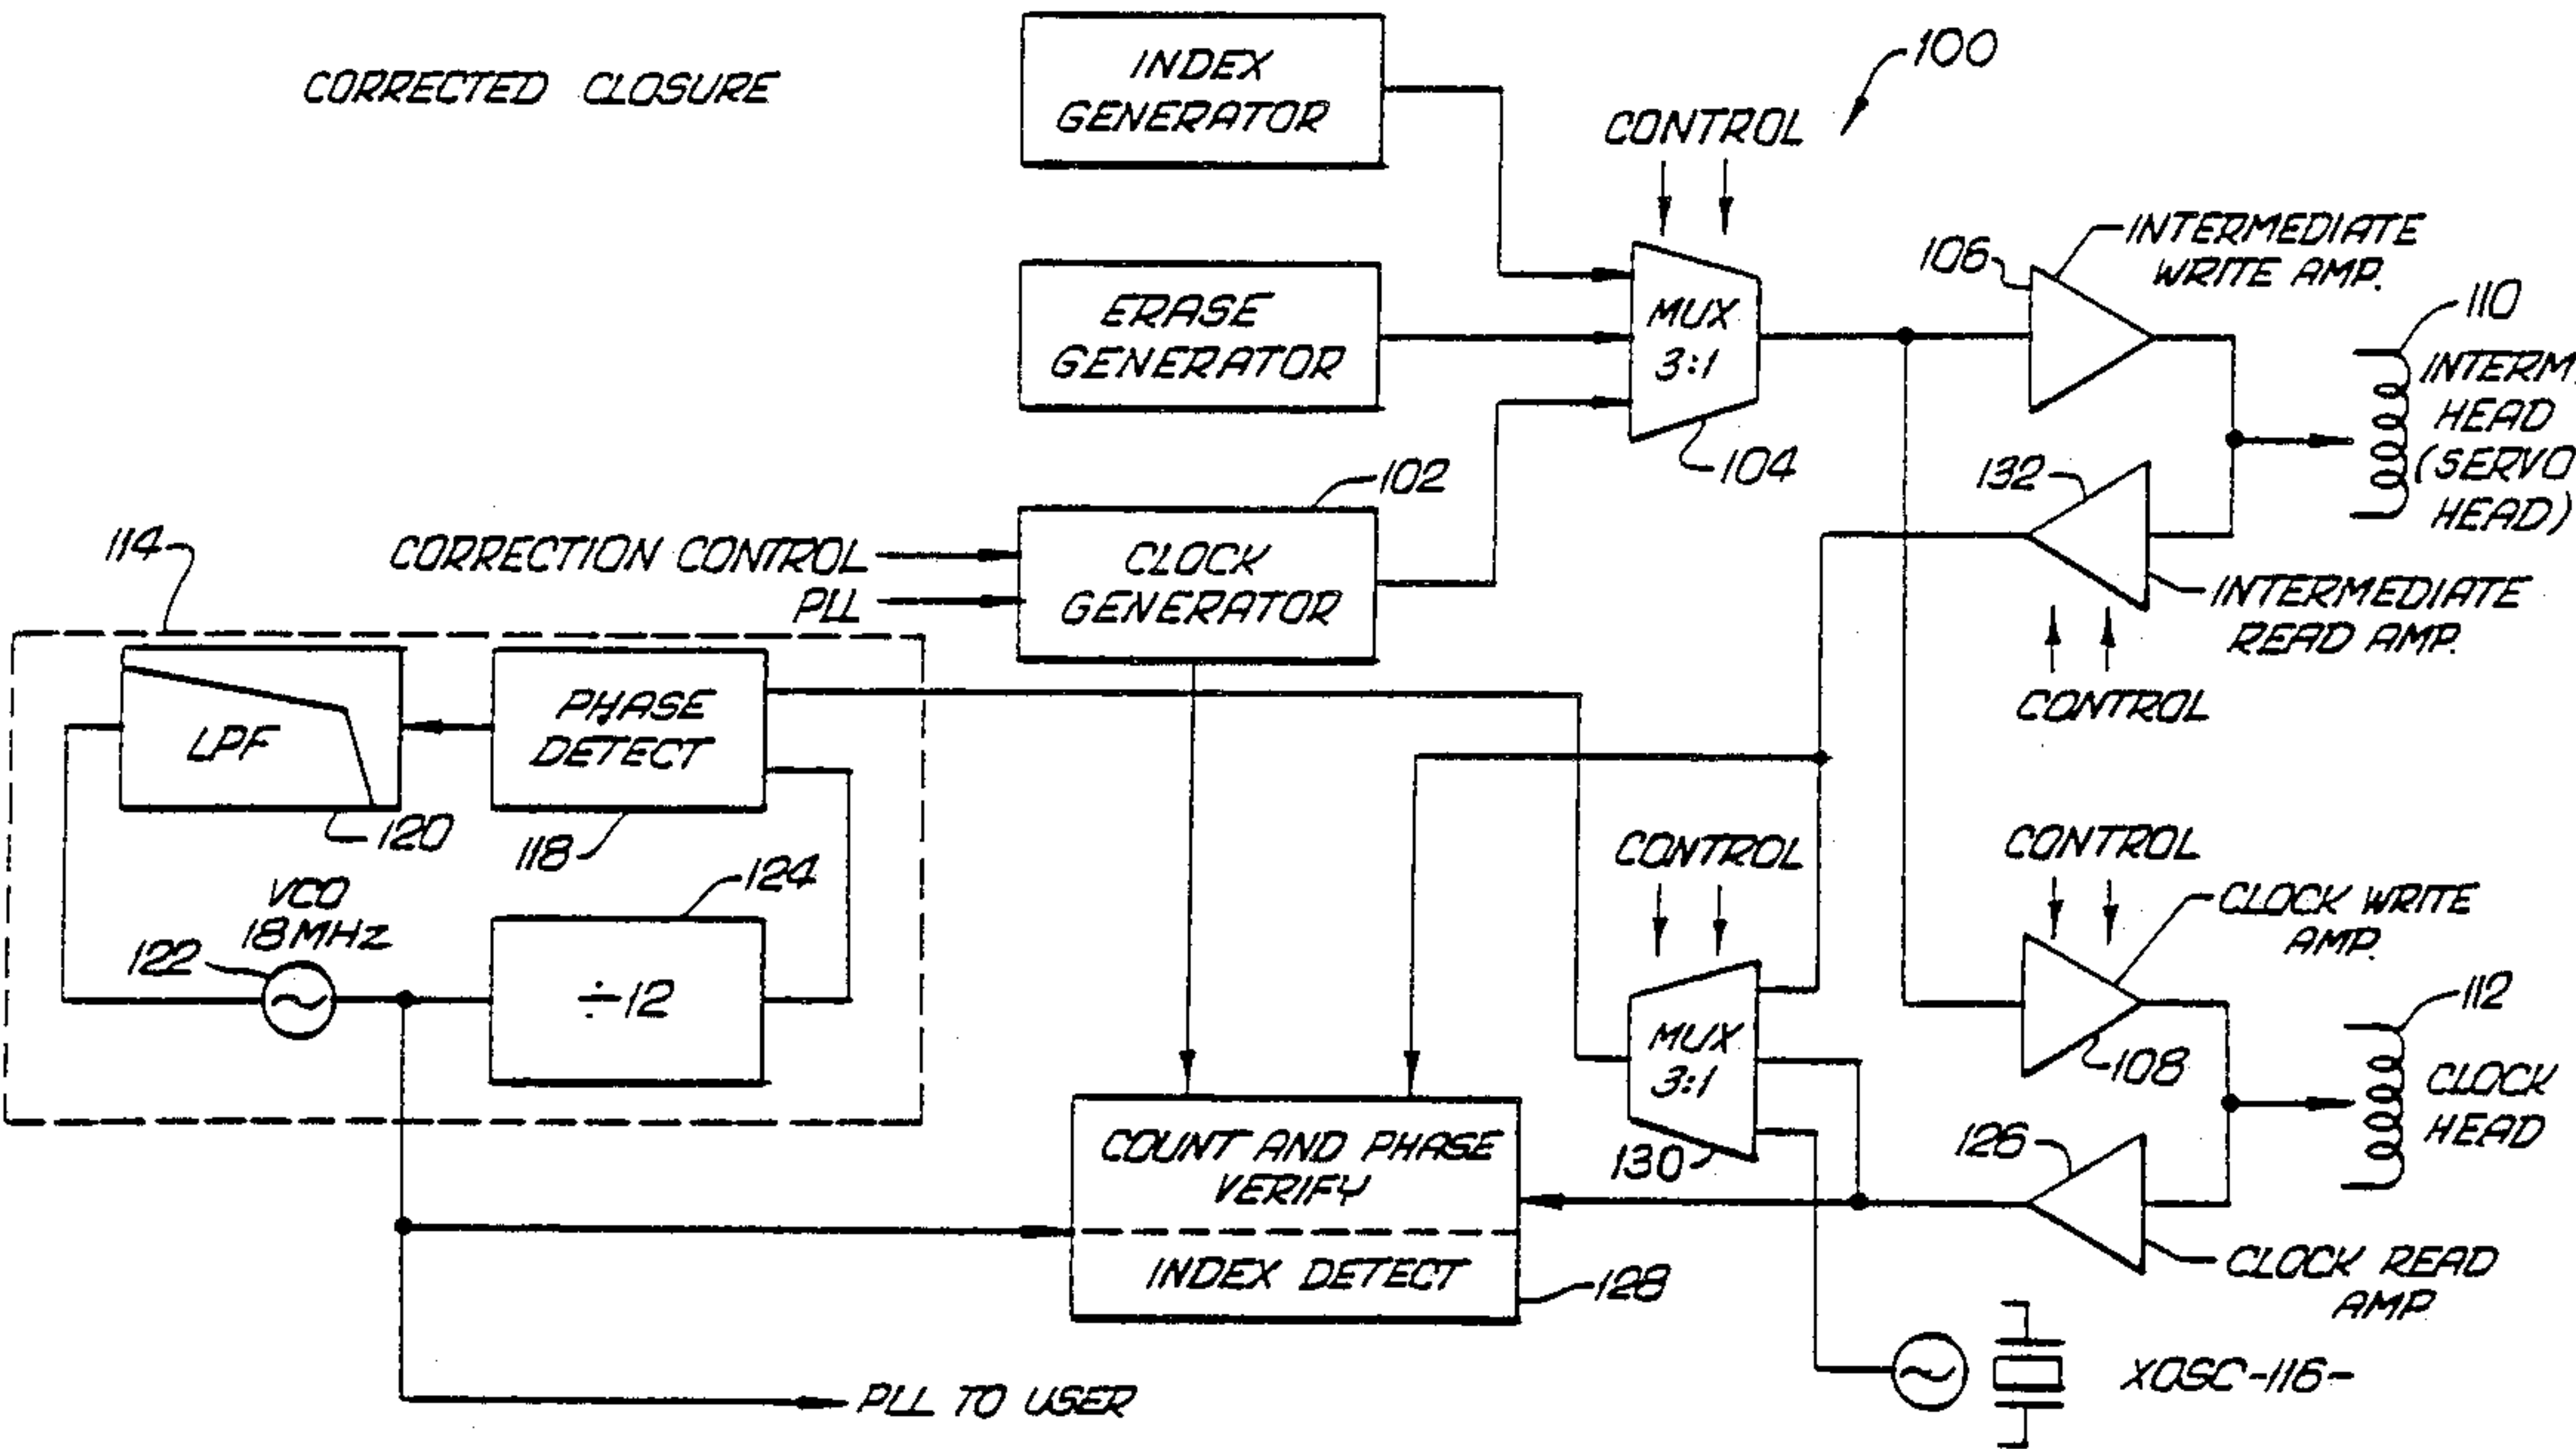 CORRECTED CLOSURE
INDEX
GENERATOR
100
CONTROL
ERASE
GENERATOR
MUX
3:1
104
106
INTERMEDIATE
WRITE AMP.
110
INTERM.
HEAD
(SERVO
HEAD)
132
INTERMEDIATE
READ AMP.
CONTROL
102
CORRECTION CONTROL
PLL
CLOCK
GENERATOR
114
LPF
120
PHASE
DETECT
118
VCO
18MHz
122
124
÷12
CONTROL
MUX
3:1
130
CONTROL
CLOCK WRITE
AMP.
108
112
CLOCK
HEAD
126
CLOCK READ
AMP
COUNT AND PHASE
VERIFY
INDEX DETECT
128
XOSC-116-
PLL TO USER